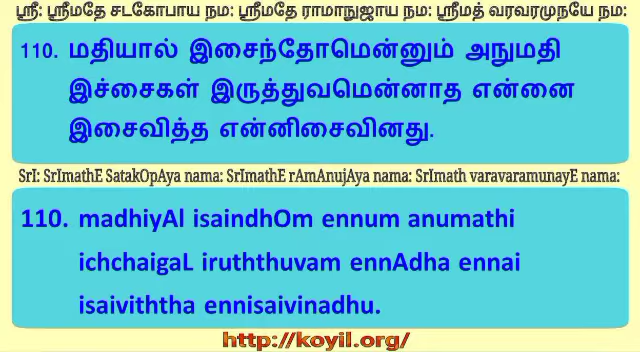 ஸ்ரீ: ஸ்ரீமதே சடகோபாய நம: ஸ்ரீமதே ராமாநுஜாய நம: ஸ்ரீமத் வரவரமுநயே நம:
110. மதியால் இசைந்தோமென்னும் அநுமதி
இச்சைகள் இருத்துவமென்னாத என்னை
இசைவித்த என்னிசைவினது.
SrI: SrImathE SatakOpAya nama: SrImathE rAmAnujAya nama: SrImath varavaramunayE nama:
110. madhiyAl isaindhOm ennum anumathi
ichchaigaL iruththuvam ennAdha ennai
isaiviththa ennisaivinadhu.
http://koyil.org/